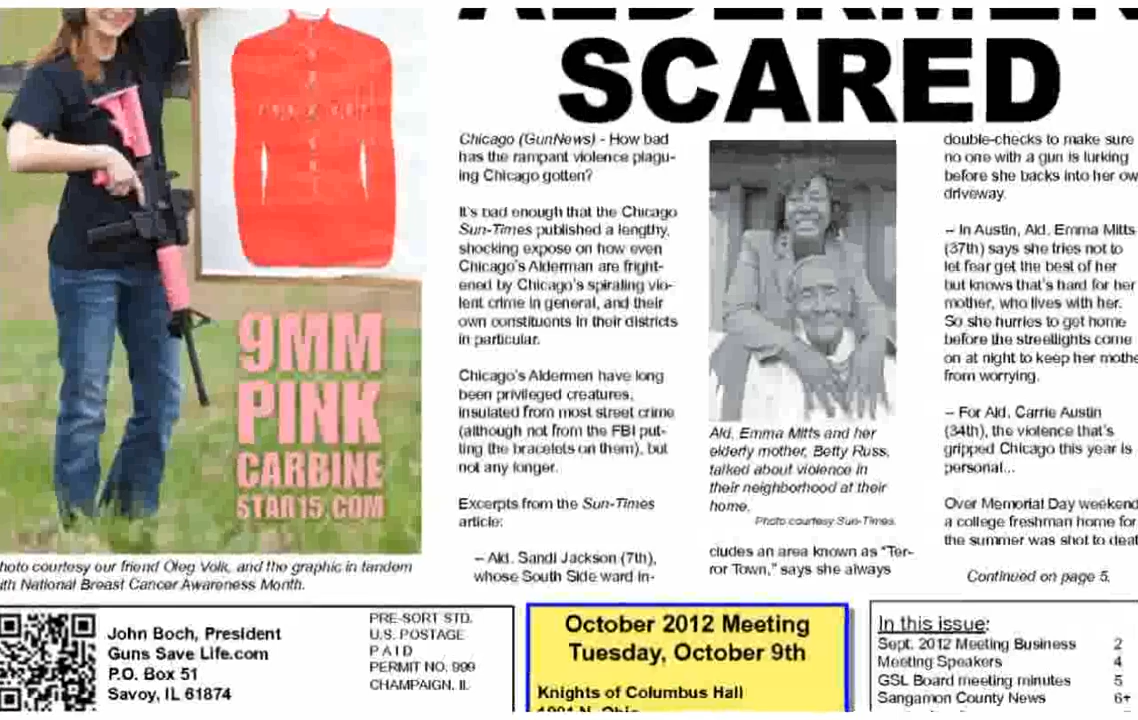 ALDERMEN
SCARED
9MM
PINK
CARBINE
STAR15.COM
hoto courtesy our friend Oleg Volk, and the graphic in tandem
ith National Breast Cancer Awareness Month.
Chicago (GunNews) - How bad
has the rampant violence plagu-
ing Chicago gotten?
It's bad enough that the Chicago
Sun-Times published a lengthy,
shocking expose on how even
Chicago's Alderman are fright-
ened by Chicago's spiraling vio-
lent crime in general, and their
own constituents in their districts
in particular.
Chicago's Aldermen have long
been privileged creatures,
insulated from most street crime
(although not from the FBI put-
ting the bracelets on them), but
not any longer.
Excerpts from the Sun-Times
article:
– Ald. Sandi Jackson (7th),
whose South Side ward in-
Ald. Emma Mitts and her
elderly mother, Betty Russ,
talked about violence in
their neighborhood at their
home.
Photo courtesy Sun-Times.
cludes an area known as "Ter-
ror Town," says she always
double-checks to make sure
no one with a gun is lurking
before she backs into her ow
driveway.
– In Austin, Ald. Emma Mitts
(37th) says she tries not to
let fear get the best of her
but knows that's hard for her
mother, who lives with her.
So she hurries to get home
before the streetlights come
on at night to keep her mothe
from worrying.
– For Ald. Carrie Austin
(34th), the violence that's
gripped Chicago this year is
personal...
Over Memorial Day weekend
a college freshman home for
the summer was shot to deat
Continued on page 5.
John Boch, President
Guns Save Life.com
P.O. Box 51
Savoy, IL 61874
PRE-SORT STD.
U.S. POSTAGE
PAID
PERMIT NO. 999
CHAMPAIGN, IL
October 2012 Meeting
Tuesday, October 9th
Knights of Columbus Hall
1001 N. Ohio
In this issue:
Sept. 2012 Meeting Business 2
Meeting Speakers 4
GSL Board meeting minutes 5
Sangamon County News 6+